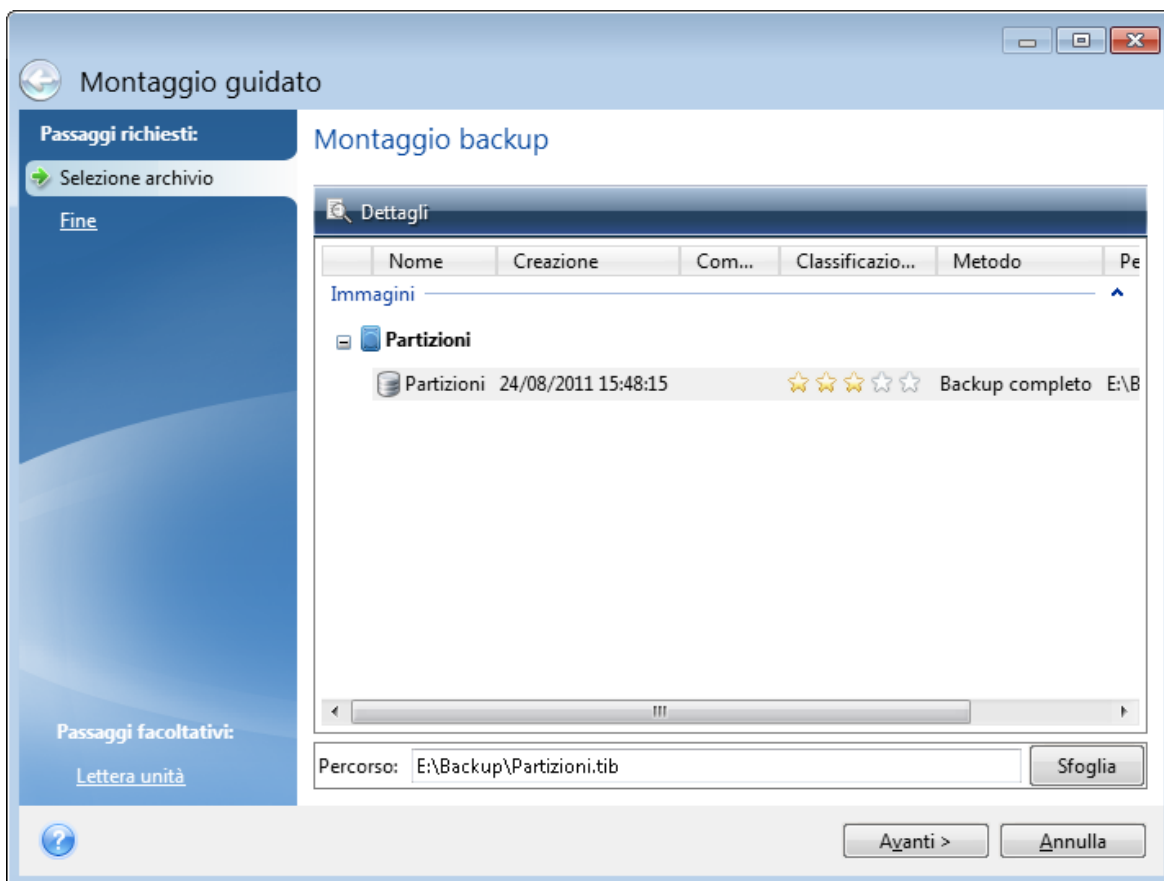 Montaggio guidato
Passaggi richiesti:
Selezione archivio
Fine
Montaggio backup
Dettagli
Nome Creazione Com... Classificazio... Metodo Pe
Immagini
Partizioni
Partizioni 24/08/2011 15:48:15 Backup completo E:\B
Passaggi facoltativi:
Lettera unità
Percorso: E:\Backup\Partizioni.tib Sfoglia
Avanti > Annulla